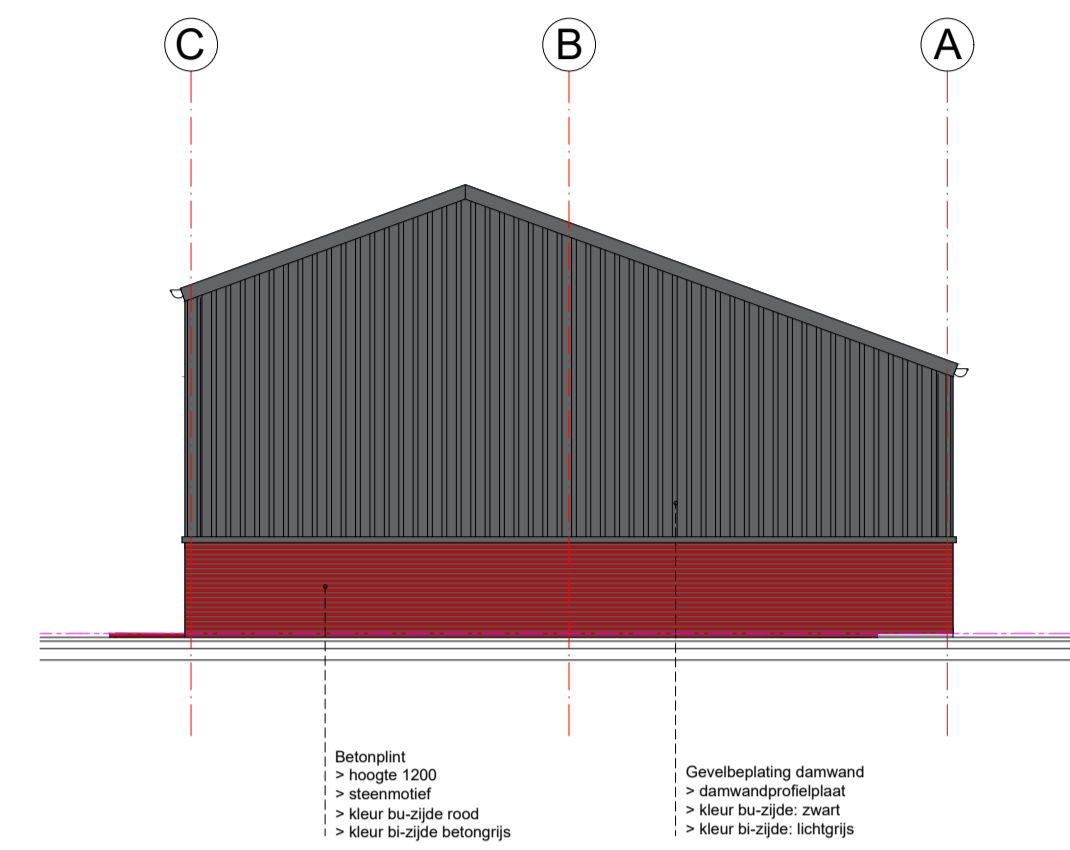 C
B
A
Betonplint
> hoogte 1200
> steenmotief
> kleur bu-zijde rood
> kleur bi-zijde betongrijs
Gevelbeplating damwand
> damwandprofielplaat
> kleur bu-zijde: zwart
> kleur bi-zijde: lichtgrijs